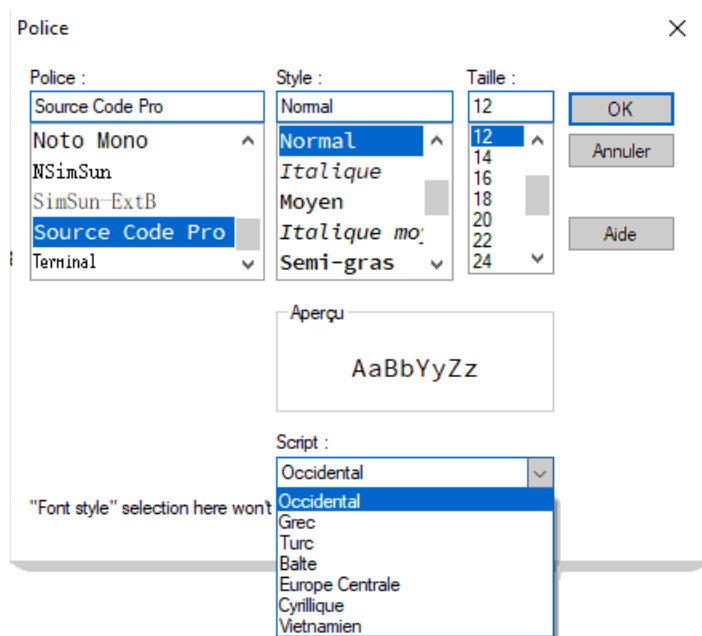 Police
Police :
Style :
Taille :
Source Code Pro
Normal
12
OK
Noto Mono
NSimSun
SimSun-ExtB
Source Code Pro
Terminal
Normal
Italique
Moyen
Italique mo
Semi-gras
12
14
16
18
20
22
24
Annuler
Aide
Aperçu
AaBbYyZz
Script :
Occidental
"Font style" selection here won't
Occidental
Grec
Turc
Balte
Europe Centrale
Cyrillique
Vietnamien